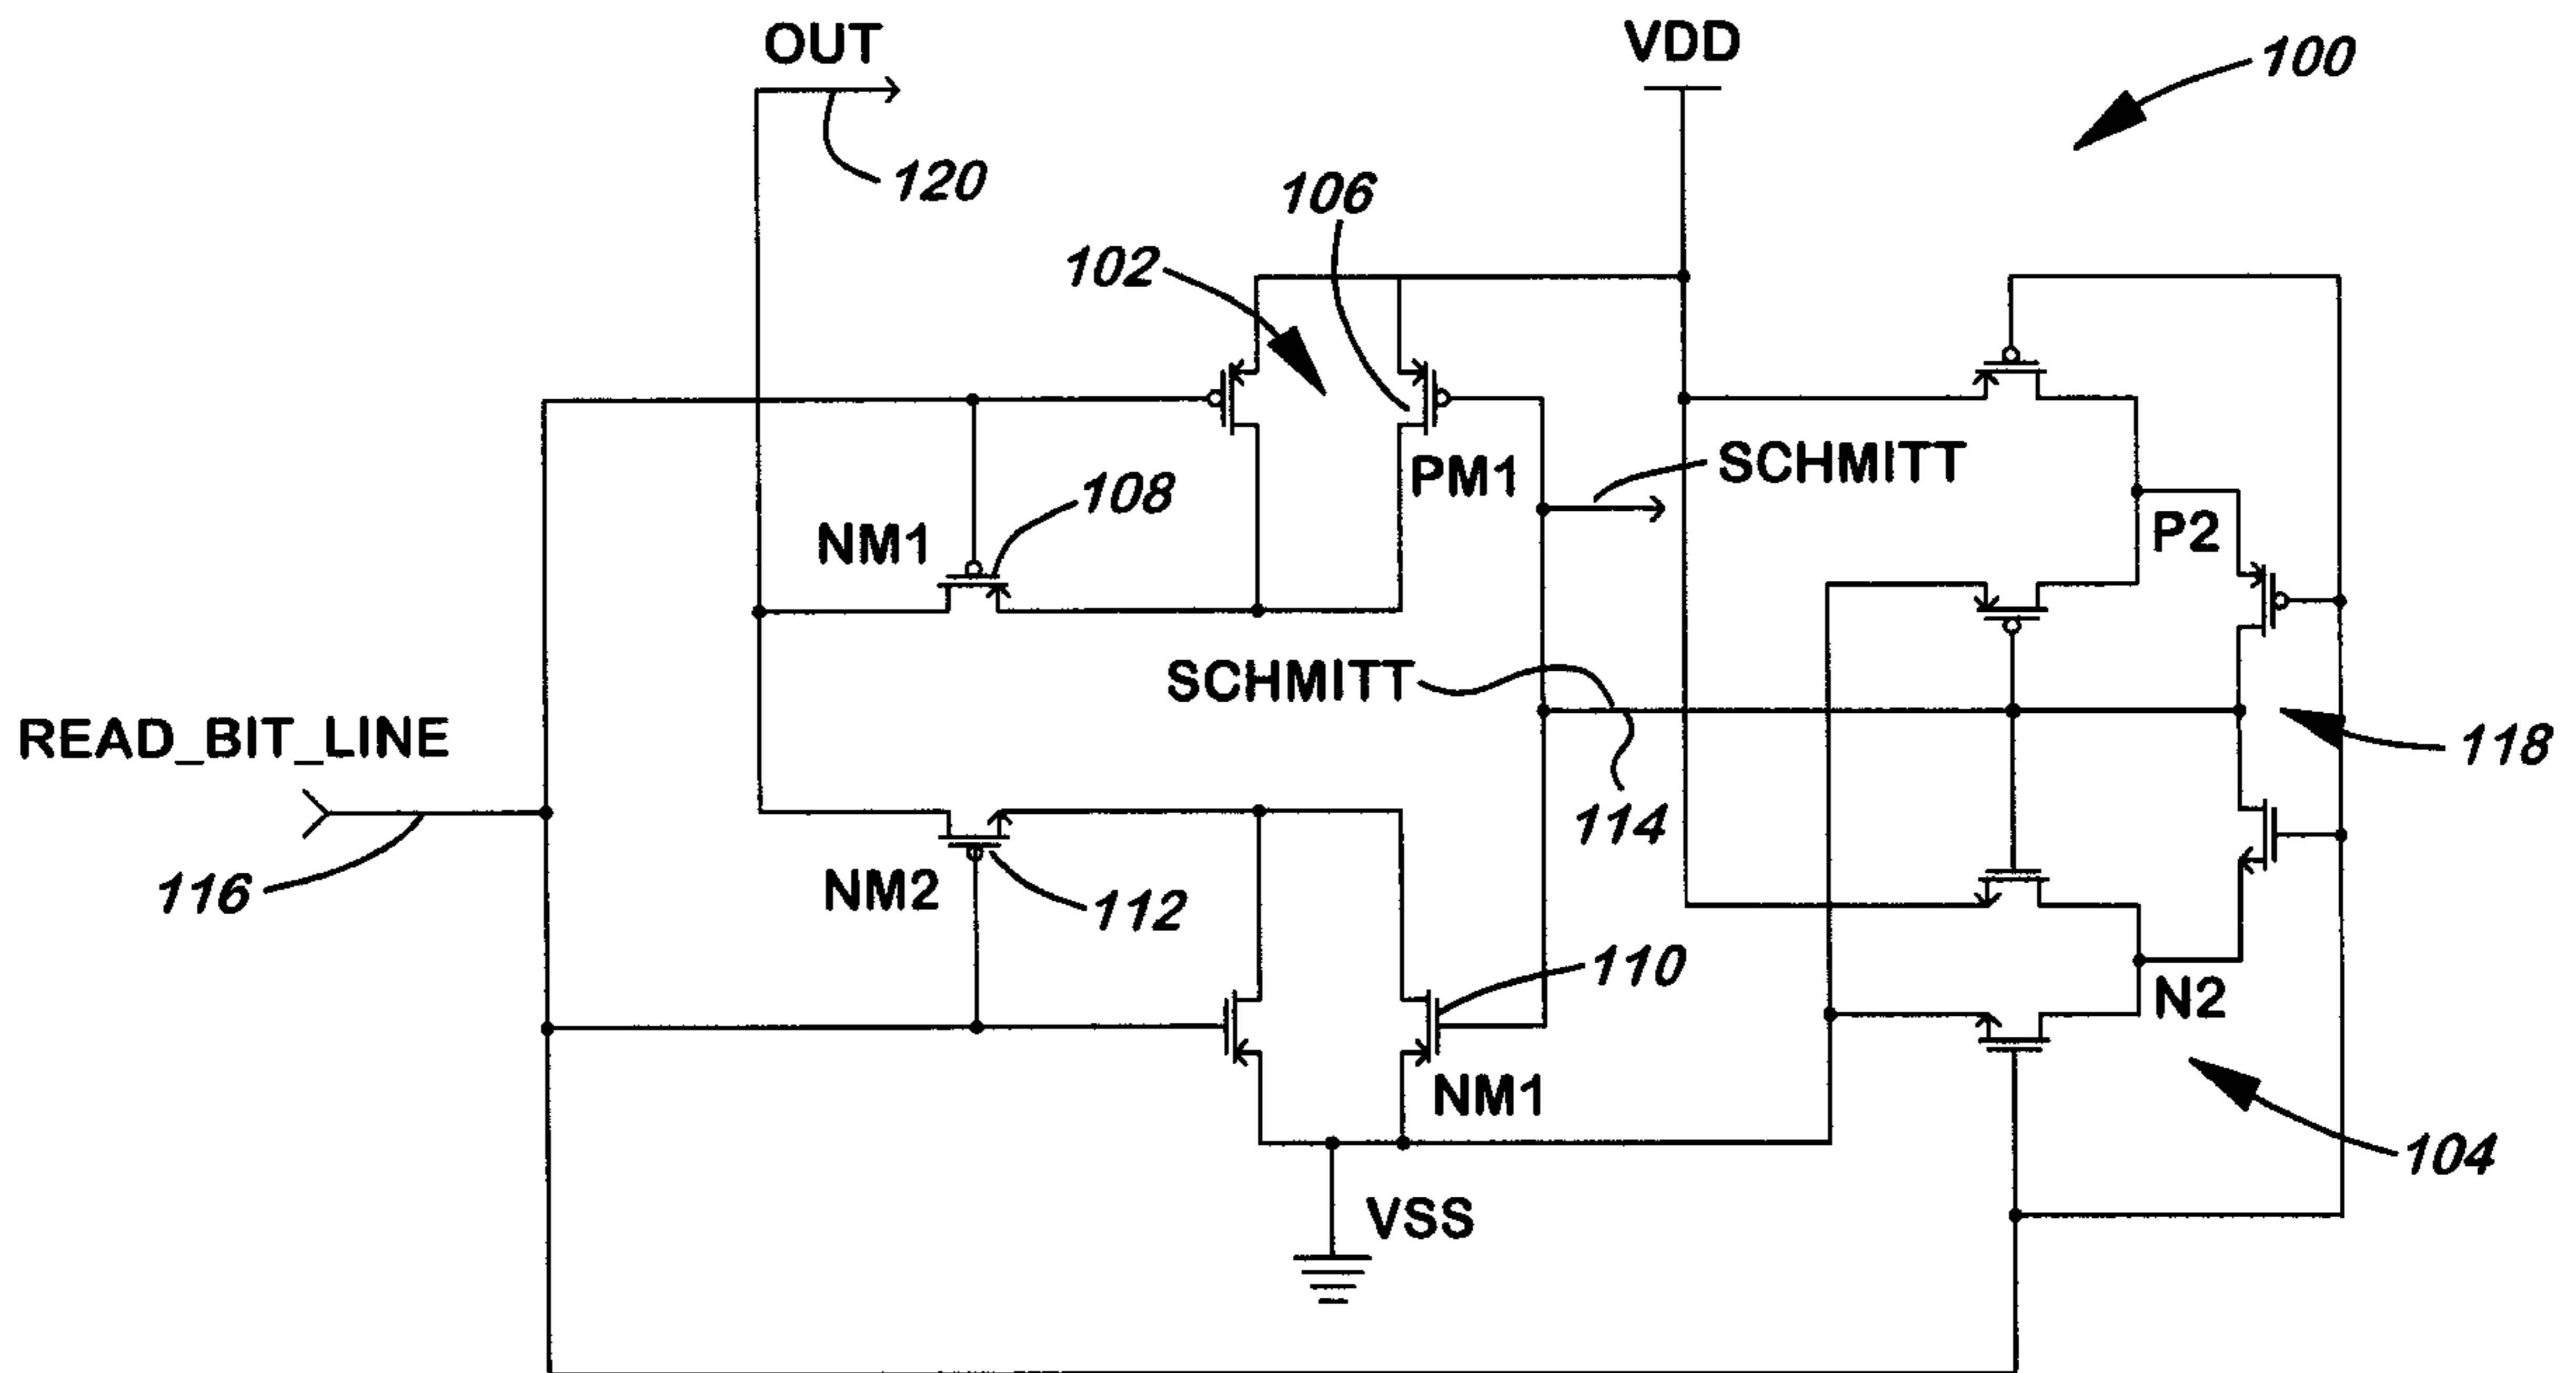 OUT
VDD
100
120
106
102
SCHMITT
PM1
108
NM1
P2
SCHMITT
READ_BIT_LINE
118
114
116
NM2
112
110
N2
NM1
104
VSS